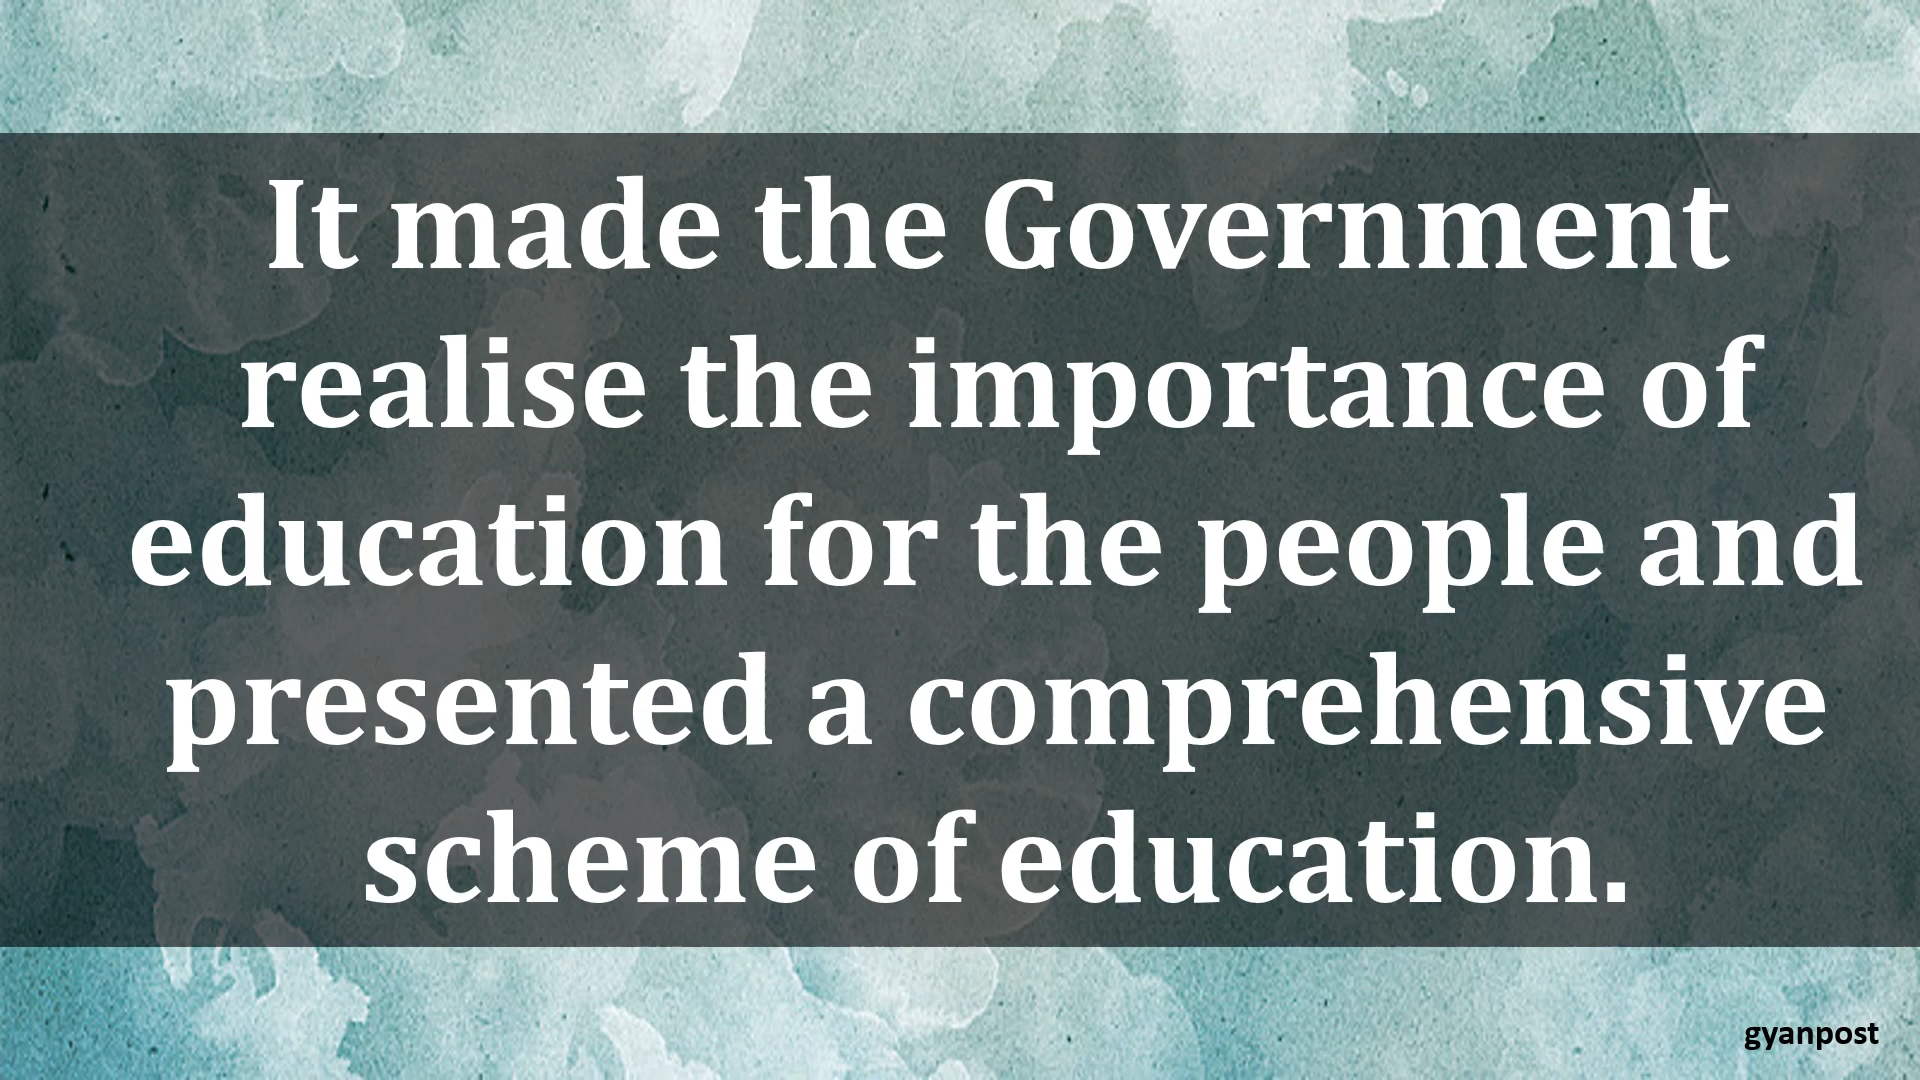 It made the Government
realise the importance of
education for the people and
presented a comprehensive
scheme of education.
gyanpost